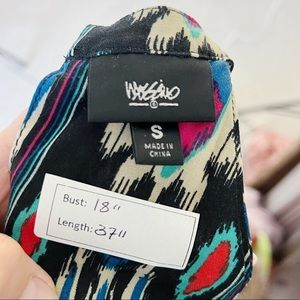 MOSSIMO
S
MADE IN
CHINA
Bust: 18"
Length: 37"